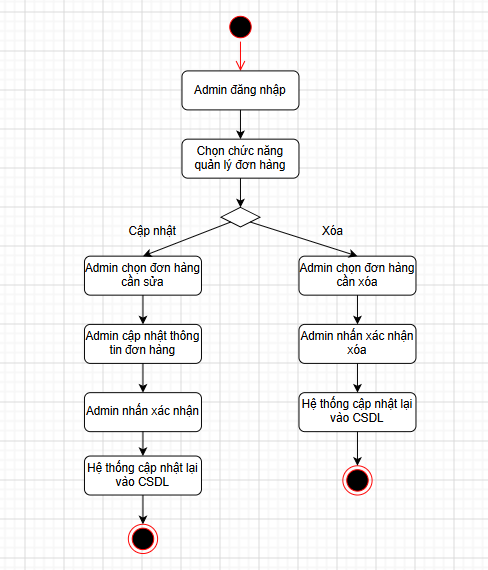 Admin đăng nhập
Chọn chức năng
quản lý đơn hàng
Cập nhật
Xóa
Admin chọn đơn hàng
cần sửa
Admin chọn đơn hàng
cần xóa
Admin cập nhật thông
tin đơn hàng
Admin nhấn xác nhận
xóa
Admin nhấn xác nhận
Hệ thống cập nhật lại
vào CSDL
Hệ thống cập nhật lại
vào CSDL